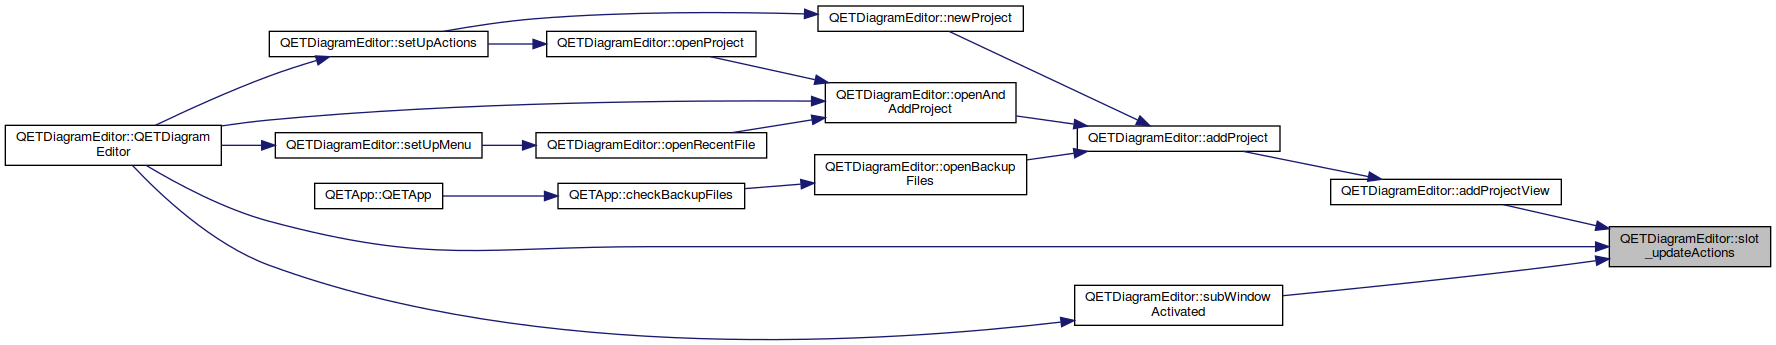 QETDiagramEditor::newProject
QETDiagramEditor::setUpActions
QETDiagramEditor::openProject
QETDiagramEditor::openAnd
AddProject
QETDiagramEditor::QETDiagram
Editor
QETDiagramEditor::setUpMenu
QETDiagramEditor::openRecentFile
QETDiagramEditor::addProject
QETDiagramEditor::openBackup
Files
QETApp::QETApp
QETApp::checkBackupFiles
QETDiagramEditor::addProjectView
QETDiagramEditor::slot
_updateActions
QETDiagramEditor::subWindow
Activated